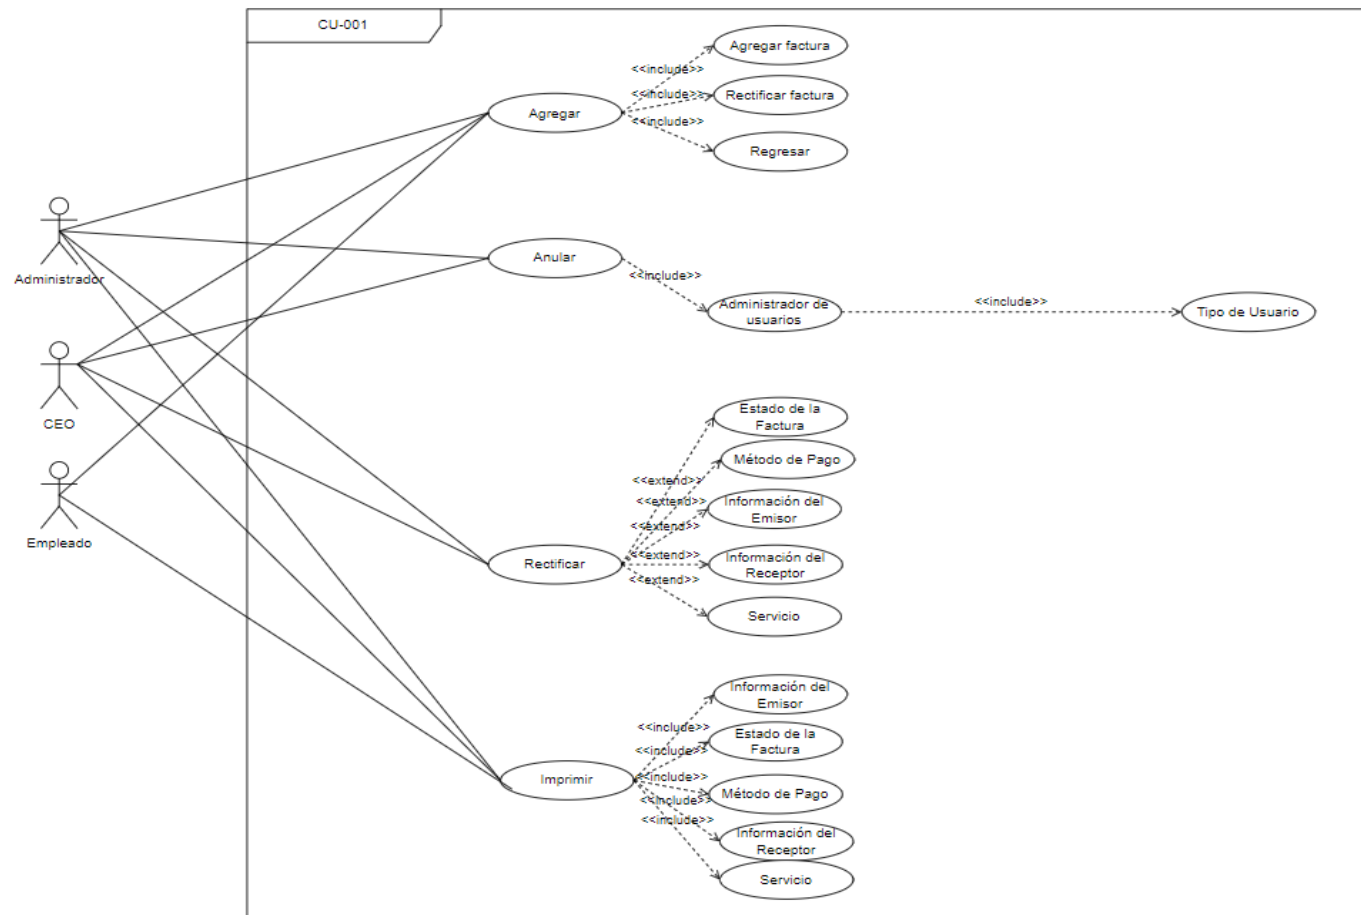 CU-001
Agregar factura
<<include>>
<<include>>
Rectificar factura
Agregar
<<include>>
Regresar
Administrador
Anular
<<include>>
Administrador de
usuarios
<<include>>
Tipo de Usuario
CEO
Empleado
Estado de la
Factura
Método de Pago
<<extend>>
<<extend>>
Información del
Emisor
<<extend>>
<<extend>>
Información del
Receptor
Rectificar
<<extend>>
Servicio
Información del
Emisor
<<include>>
Estado de la
Factura
<<include>>
Imprimir
<<include>>
Método de Pago
<<include>>
<<include>>
Información del
Receptor
Servicio